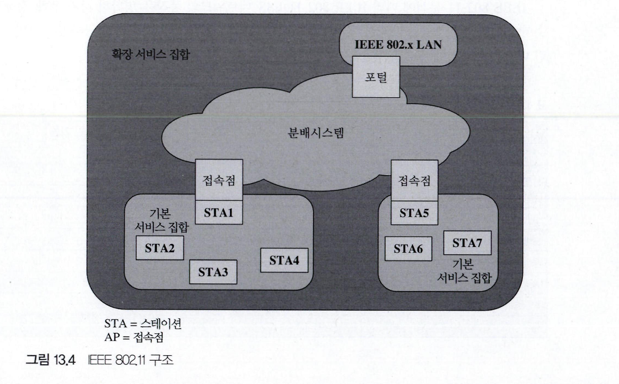 확장 서비스 집합
IEEE 802.x LAN
포털
분배시스템
접속점
접속점
STA1
STA5
기본
서비스 집합
STA2
STA3
STA4
STA6
STA7
기본
서비스 집합
STA = 스테이션
AP = 접속점
그림 13.4 IEEE 802.11 구조